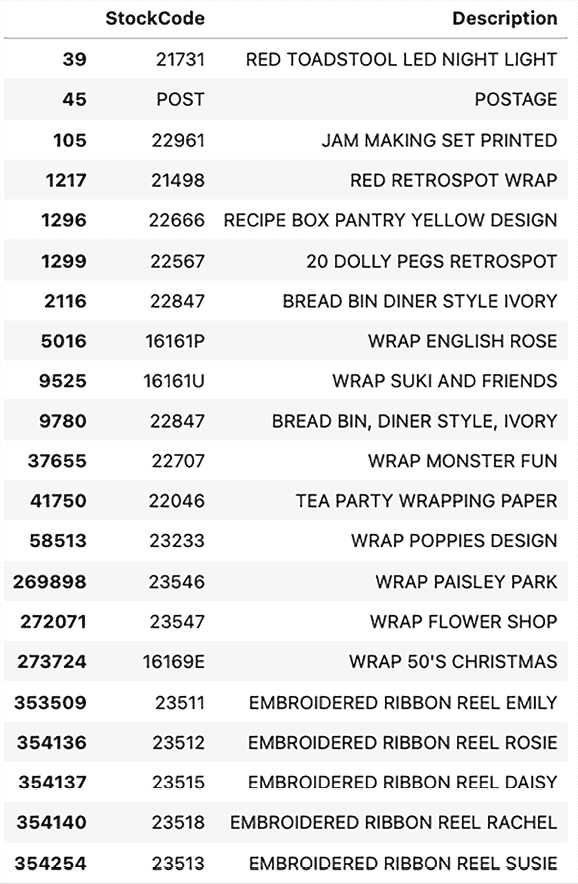 StockCode Description
39 21731 RED TOADSTOOL LED NIGHT LIGHT
45 POST POSTAGE
105 22961 JAM MAKING SET PRINTED
1217 21498 RED RETROSPOT WRAP
1296 22666 RECIPE BOX PANTRY YELLOW DESIGN
1299 22567 20 DOLLY PEGS RETROSPOT
2116 22847 BREAD BIN DINER STYLE IVORY
5016 16161P WRAP ENGLISH ROSE
9525 16161U WRAP SUKI AND FRIENDS
9780 22847 BREAD BIN, DINER STYLE, IVORY
37655 22707 WRAP MONSTER FUN
41750 22046 TEA PARTY WRAPPING PAPER
58513 23233 WRAP POPPIES DESIGN
269898 23546 WRAP PAISLEY PARK
272071 23547 WRAP FLOWER SHOP
273724 16169E WRAP 50'S CHRISTMAS
353509 23511 EMBROIDERED RIBBON REEL EMILY
354136 23512 EMBROIDERED RIBBON REEL ROSIE
354137 23515 EMBROIDERED RIBBON REEL DAISY
354140 23518 EMBROIDERED RIBBON REEL RACHEL
354254 23513 EMBROIDERED RIBBON REEL SUSIE